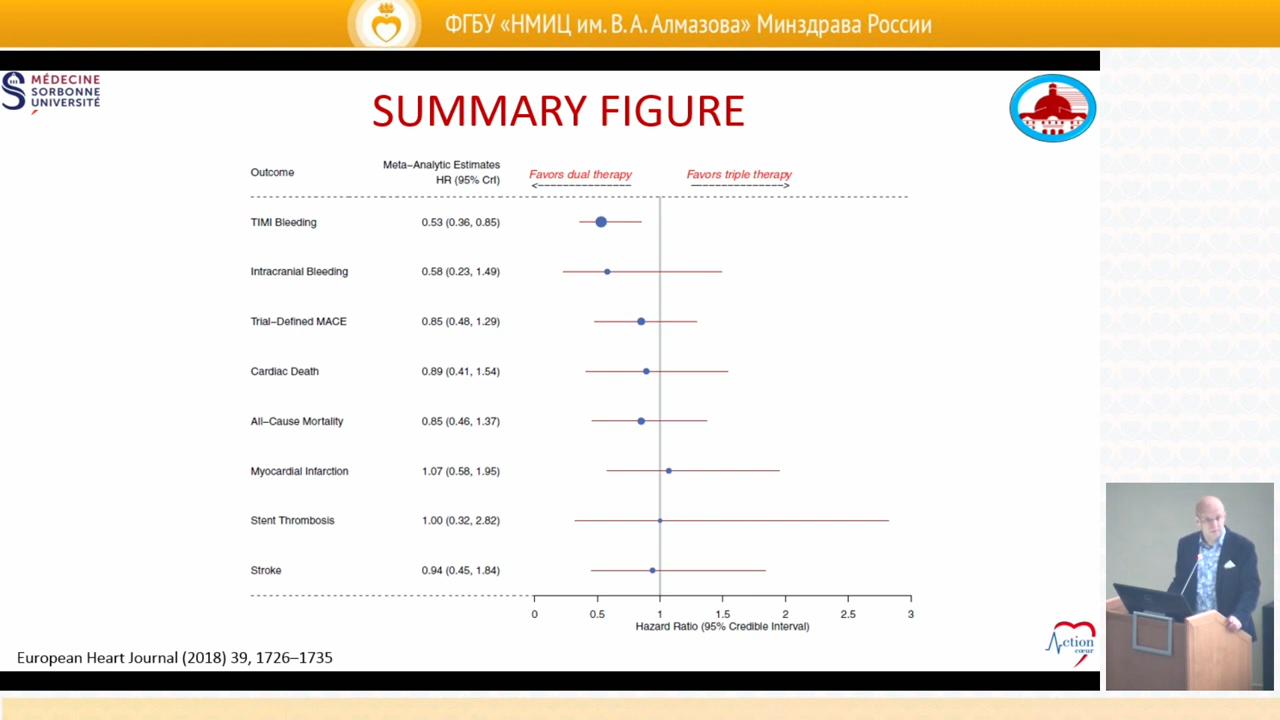 ФГБУ «НМИЦ им. В. А. Алмазова» Минздрава России
MÉDECINE
SORBONNE
UNIVERSITÉ
SUMMARY FIGURE
Outcome
Meta–Analytic Estimates
HR (95% CrI)
Favors dual therapy
<---------------
Favors triple therapy
--------------->
TIMI Bleeding 0.53 (0.36, 0.85)
Intracranial Bleeding 0.58 (0.23, 1.49)
Trial–Defined MACE 0.85 (0.48, 1.29)
Cardiac Death 0.89 (0.41, 1.54)
All–Cause Mortality 0.85 (0.46, 1.37)
Myocardial Infarction 1.07 (0.58, 1.95)
Stent Thrombosis 1.00 (0.32, 2.82)
Stroke 0.94 (0.45, 1.84)
0 0.5 1 1.5 2 2.5 3
Hazard Ratio (95% Credible Interval)
Action
cœur
European Heart Journal (2018) 39, 1726–1735